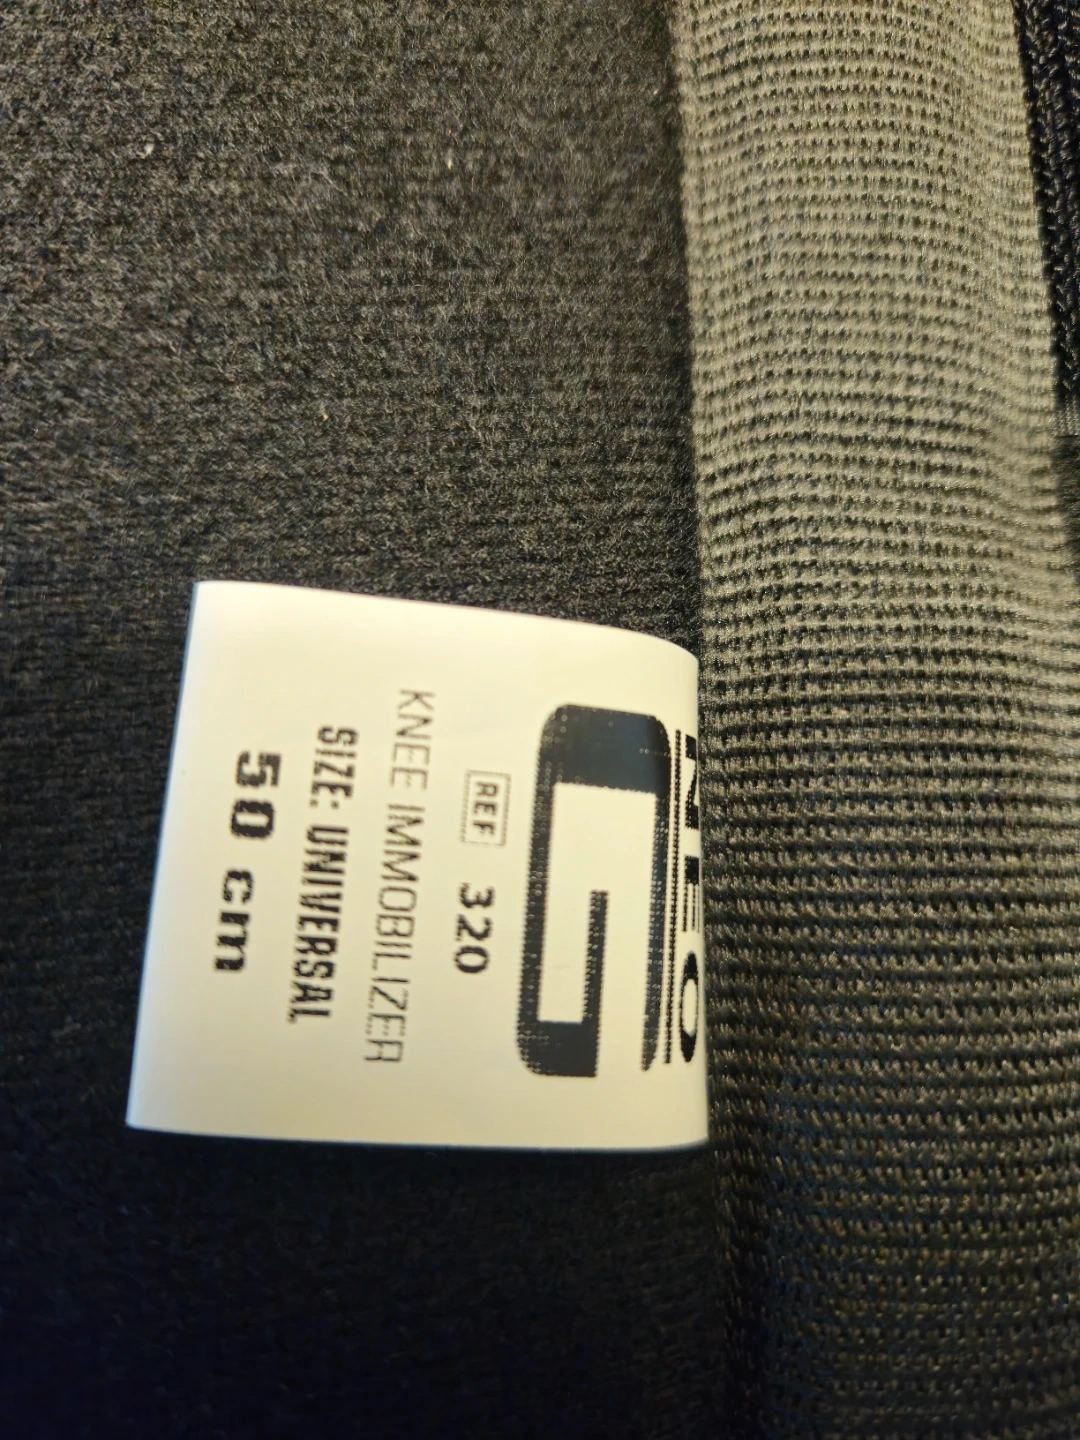 NEO
G
REF 320
KNEE IMMOBILIZER
SIZE: UNIVERSAL
50 cm